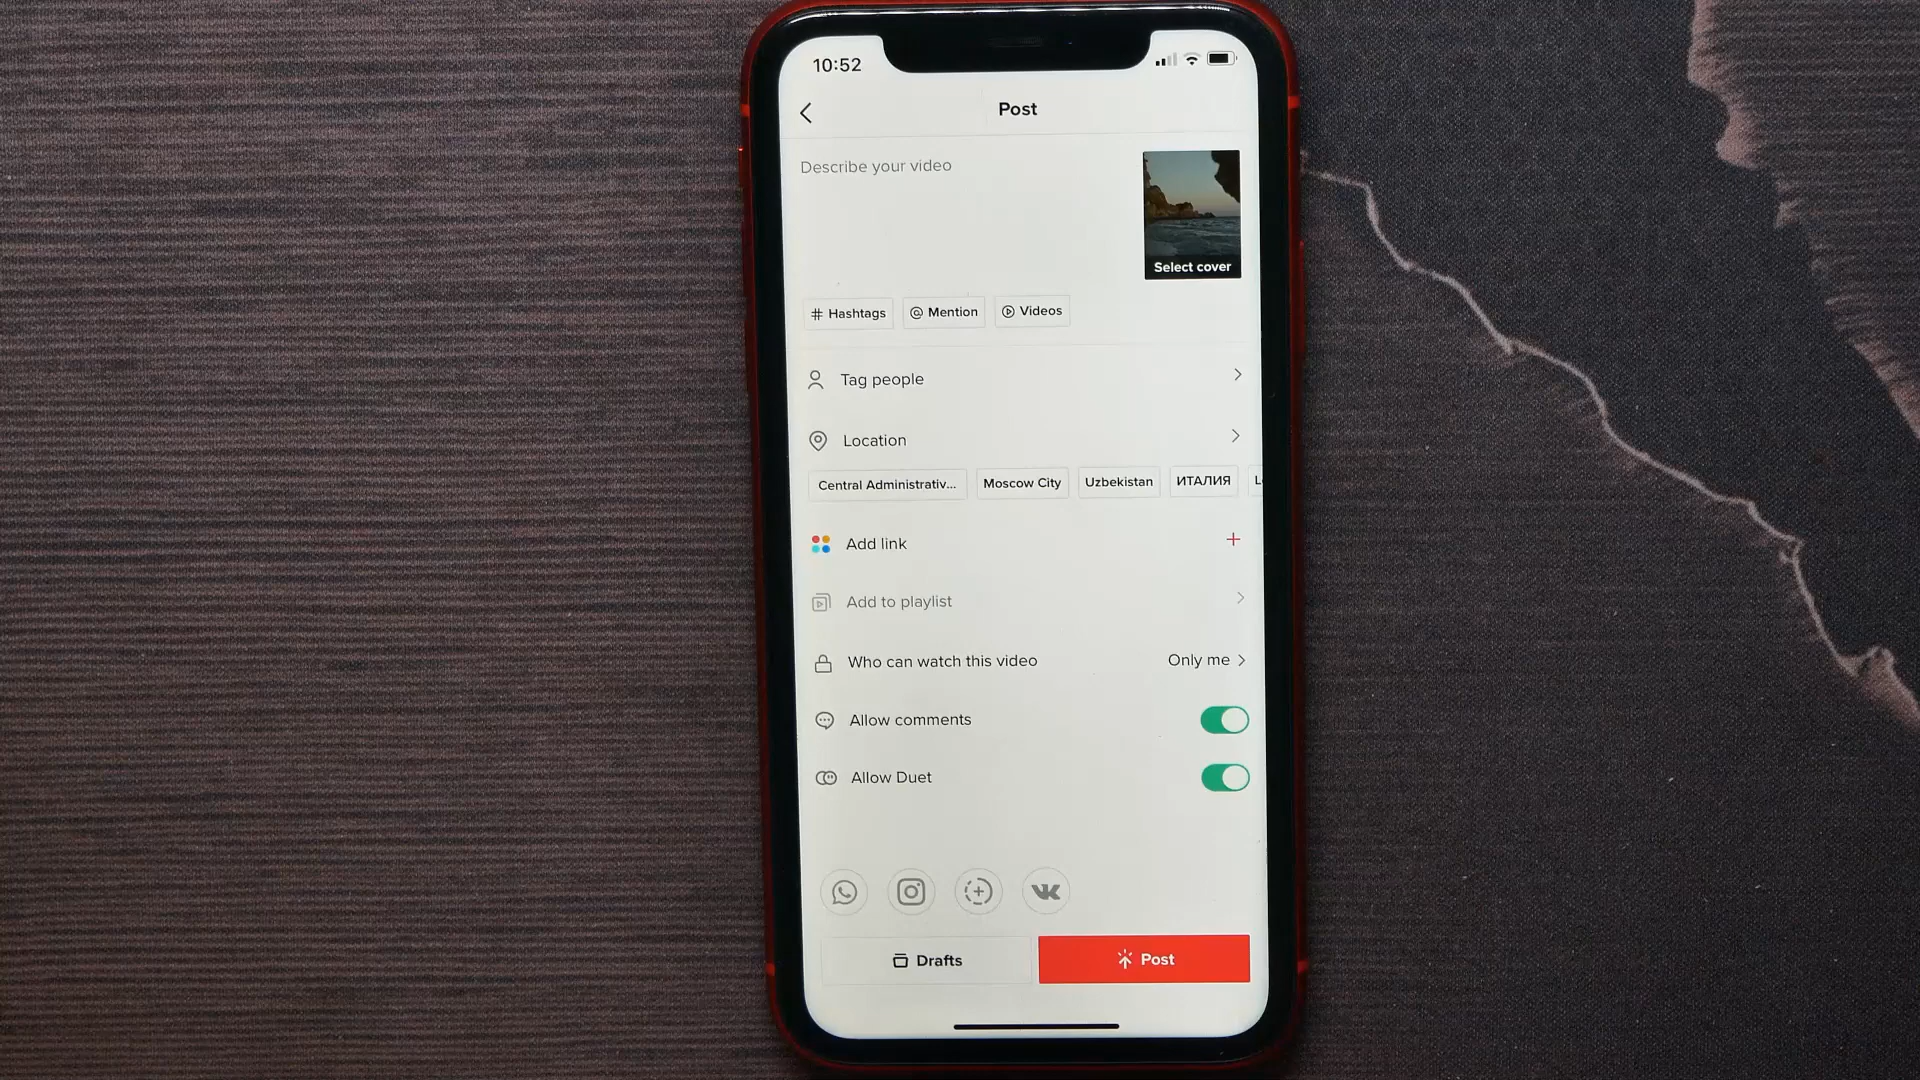 10:52
Post
Describe your video
Select cover
# Hashtags
@ Mention
Videos
Tag people
Location
Central Administrativ...
Moscow City
Uzbekistan
ИТАЛИЯ
Add link
Add to playlist
Who can watch this video
Only me
Allow comments
Allow Duet
Drafts
Post